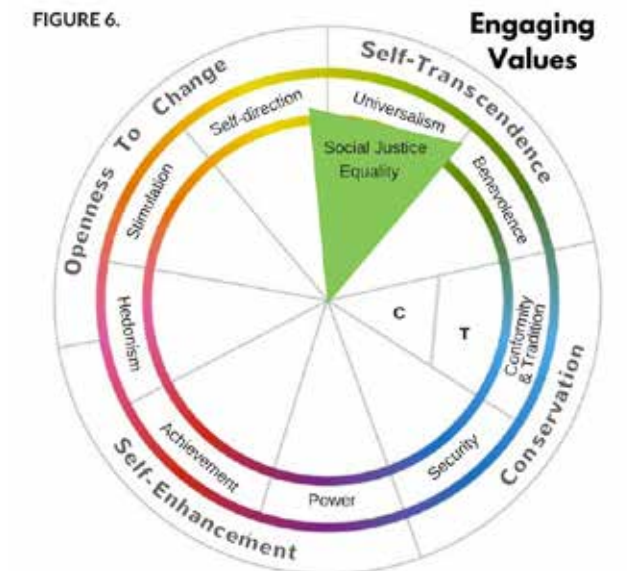 FIGURE 6.
Engaging
Values
Openness To Change
Self-Transcendence
Self-direction
Universalism
Social Justice
Equality
Stimulation
Benevolence
Hedonism
C
T
Conformity
& Tradition
Achievement
Power
Security
Self-Enhancement
Conservation